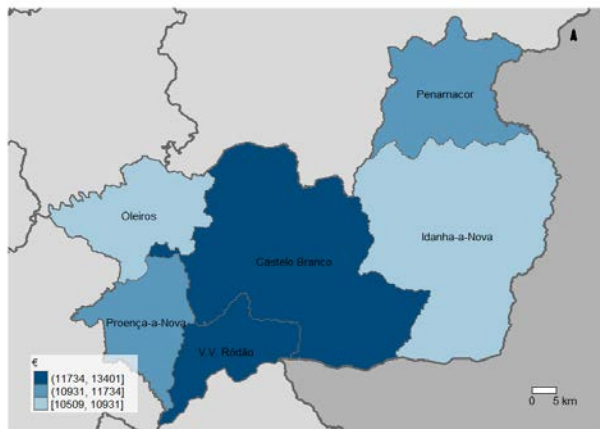 Penamacor
Oleiros
Idanha-a-Nova
Castelo Branco
Proença-a-Nova
V.V. Ródão
€
(11734, 13401]
(10931, 11734]
[10509, 10931]
0 5 km